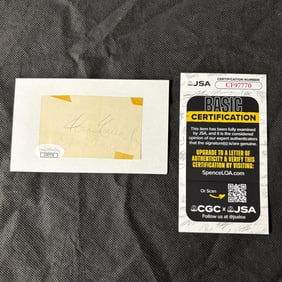 JSA
CERTIFICATION NUMBER
CF97770
BASIC
CERTIFICATION
This item has been fully examined
by JSA, and it is the considered
opinion of our expert authenticators
that the signature(s) is/are genuine.
UPGRADE TO A LETTER OF
AUTHENTICITY & VERIFY THIS
CERTIFICATION BY VISITING:
SpenceLOA.com
Or Scan
CGC X JSA
Follow us at @jsaloa